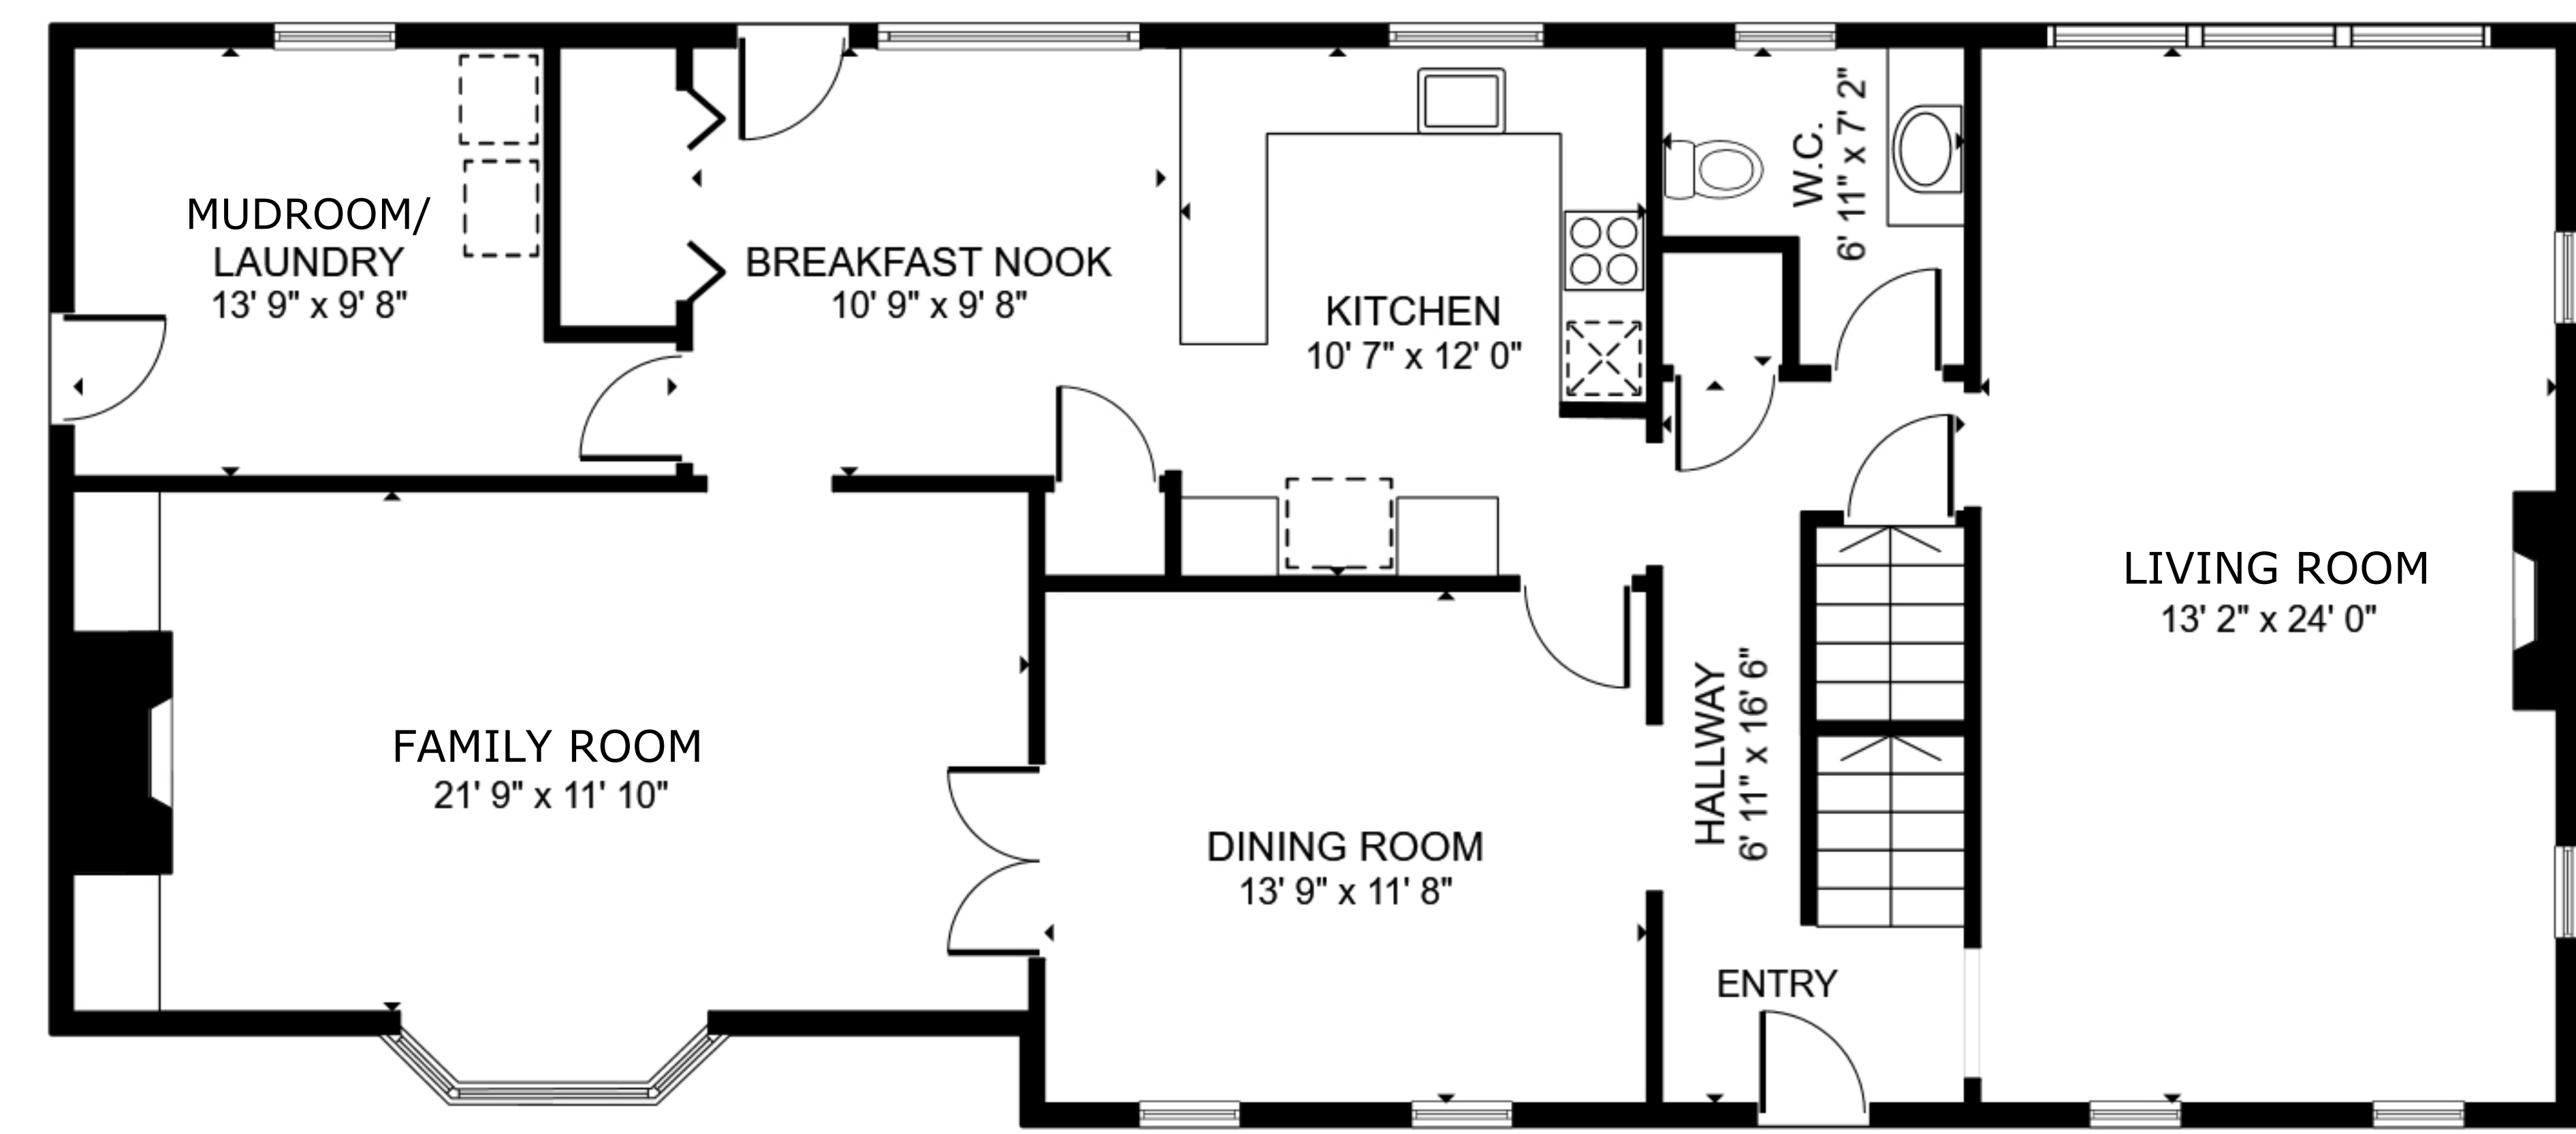 MUDROOM/
LAUNDRY
13' 9" x 9' 8"
BREAKFAST NOOK
10' 9" x 9' 8"
KITCHEN
10' 7" x 12' 0"
W.C.
6' 11" x 7' 2"
LIVING ROOM
13' 2" x 24' 0"
FAMILY ROOM
21' 9" x 11' 10"
DINING ROOM
13' 9" x 11' 8"
HALLWAY
6' 11" x 16' 6"
ENTRY